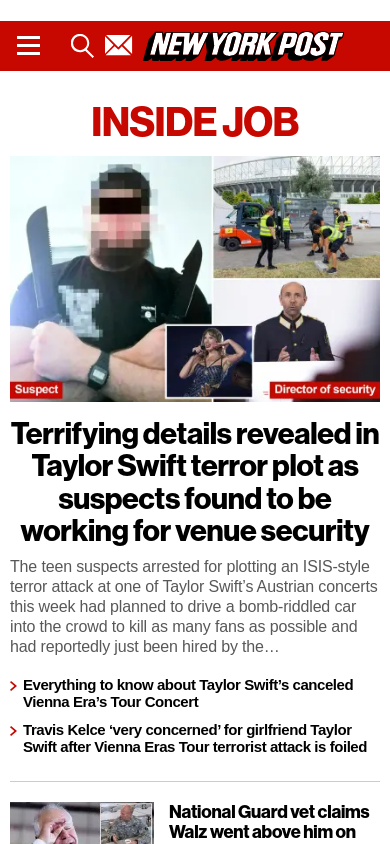 NEW YORK POST
INSIDE JOB
Suspect
Director of security
Terrifying details revealed in
Taylor Swift terror plot as
suspects found to be
working for venue security
The teen suspects arrested for plotting an ISIS-style
terror attack at one of Taylor Swift’s Austrian concerts
this week had planned to drive a bomb-riddled car
into the crowd to kill as many fans as possible and
had reportedly just been hired by the…
Everything to know about Taylor Swift’s canceled
Vienna Era’s Tour Concert
Travis Kelce ‘very concerned’ for girlfriend Taylor
Swift after Vienna Eras Tour terrorist attack is foiled
National Guard vet claims
Walz went above him on